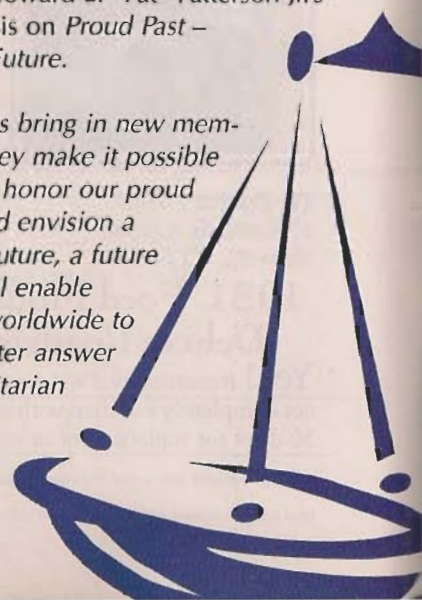 is on Proud Past –
Future.
s bring in new mem-
ey make it possible
honor our proud
d envision a
uture, a future
l enable
vorldwide to
ter answer
tarian